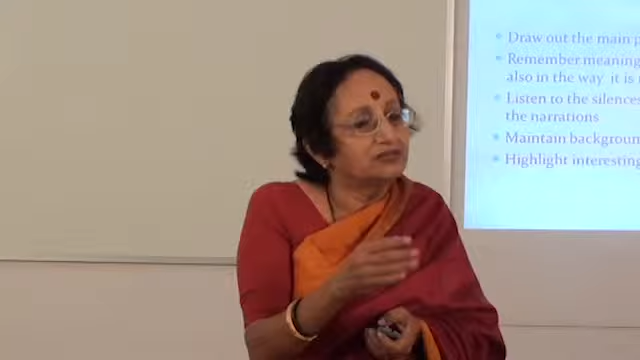 Draw out the main
Remember meaning
also in the way it is
Listen to the silences
the narrations
Maintain backgroun
Highlight interesting